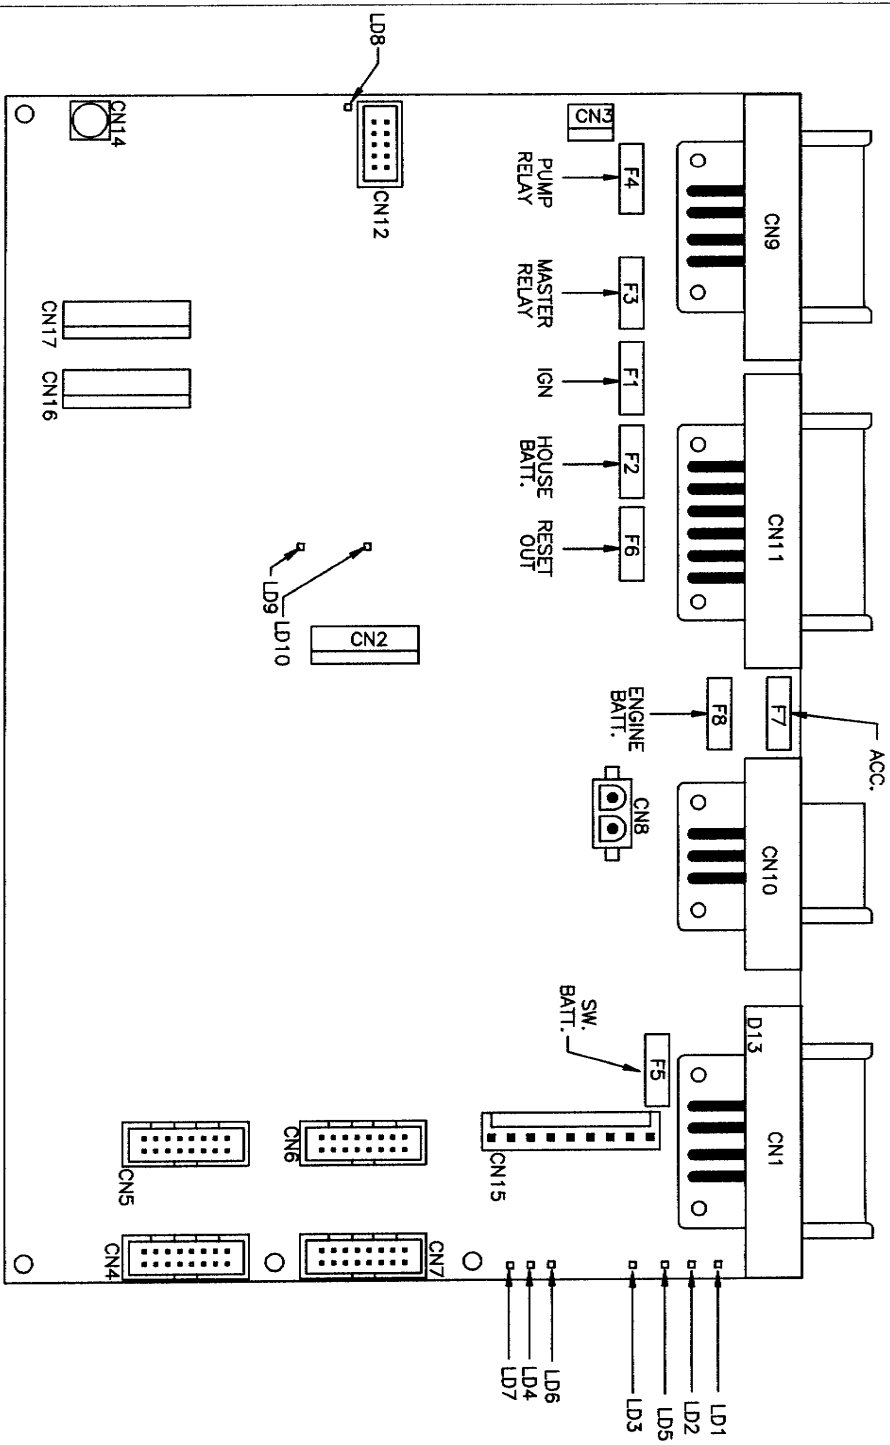 LD8
CN14
CN12
CN3
F4
PUMP
RELAY
CN9
CN17
CN16
MASTER
RELAY
F3
IGN
F1
HOUSE
BATT.
F2
RESET
OUT
F6
CN11
LD9
LD10
CN2
ENGINE
BATT.
F8
F7
ACC.
CN8
CN10
SW.
BATT.
F5
D13
CN1
CN15
CN6
CN5
CN4
CN7
LD7
LD4
LD6
LD3
LD5
LD2
LD1